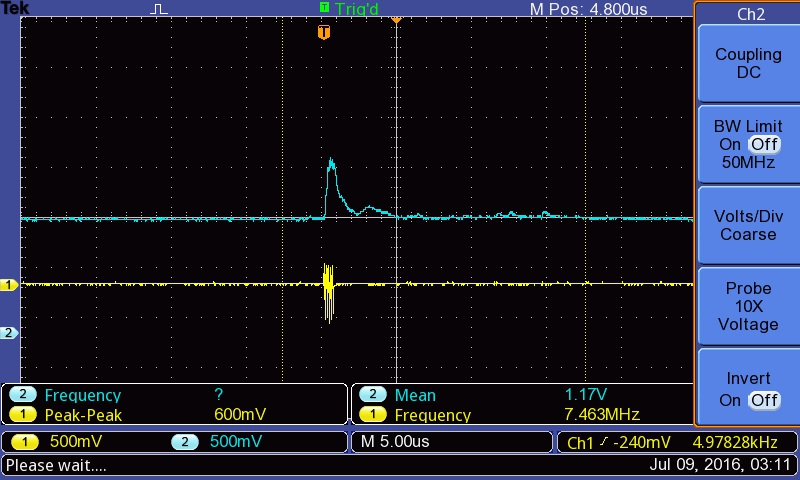 Tek
T Trig'd
M Pos: 4.800us
Ch2
T
Coupling
DC
BW Limit
On Off
50MHz
Volts/Div
Coarse
Probe
10X
Voltage
Invert
On Off
1
2
2 Frequency ?
1 Peak-Peak 600mV
2 Mean 1.17V
1 Frequency 7.463MHz
1 500mV 2 500mV M 5.00us Ch1 -240mV 4.97828kHz
Please wait.... Jul 09, 2016, 03:11